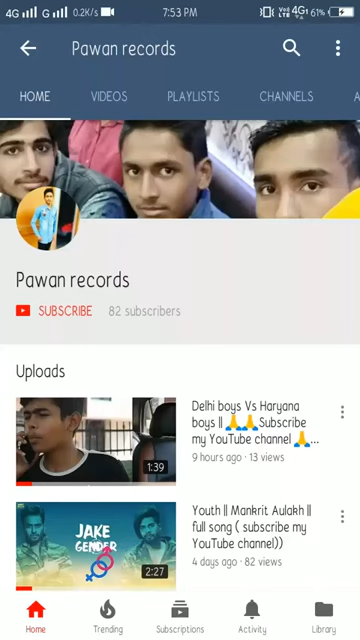 4G G 0.2K/s 7:53 PM VoD LTE 4G 61%
Pawan records
HOME VIDEOS PLAYLISTS CHANNELS A
Pawan records
SUBSCRIBE 82 subscribers
Uploads
Delhi boys Vs Haryana
boys || 🙏🙏Subscribe
my YouTube channel 🙏...
9 hours ago · 13 views
1:39
Youth || Mankrit Aulakh ||
full song ( subscribe my
YouTube channel))
4 days ago · 82 views
JAKE
GENDER
2:27
Home Trending Subscriptions Activity Library